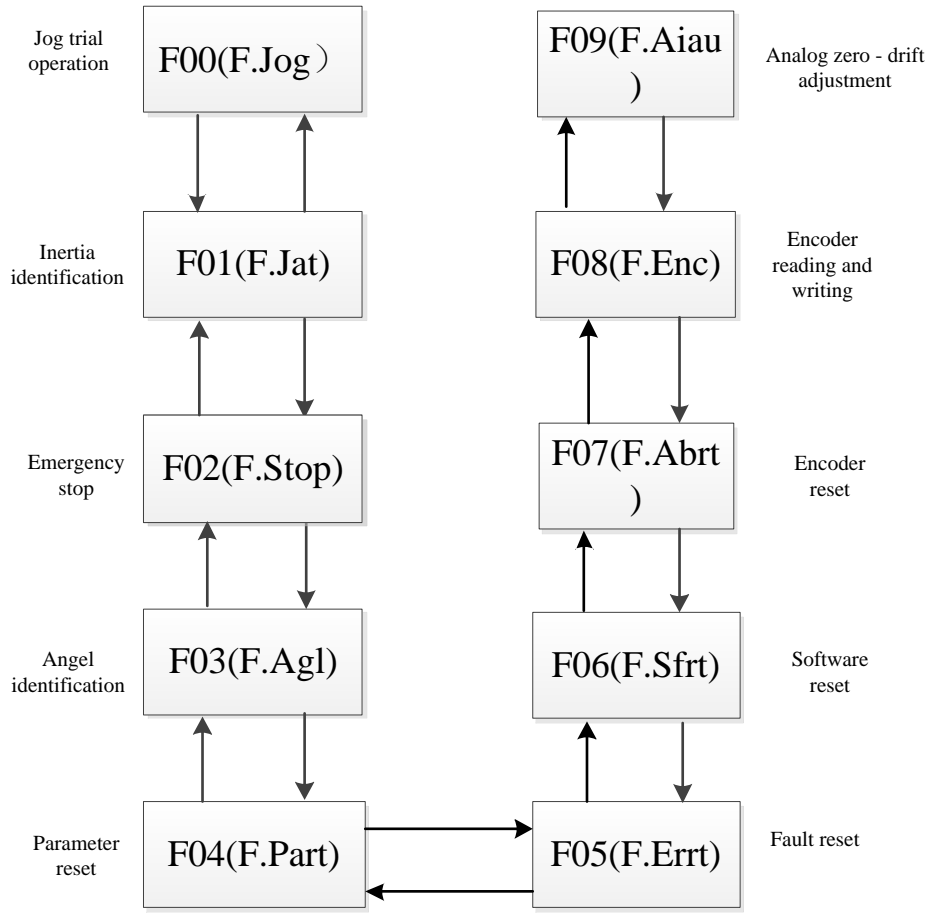 Jog trial
operation
F00(F.Jog）
Inertia
identification
F01(F.Jat)
Emergency
stop
F02(F.Stop)
Angel
identification
F03(F.Agl)
Parameter
reset
F04(F.Part)
F09(F.Aiau
)
Analog zero - drift
adjustment
F08(F.Enc)
Encoder
reading and
writing
F07(F.Abrt
)
Encoder
reset
F06(F.Sfrt)
Software
reset
F05(F.Errt)
Fault reset